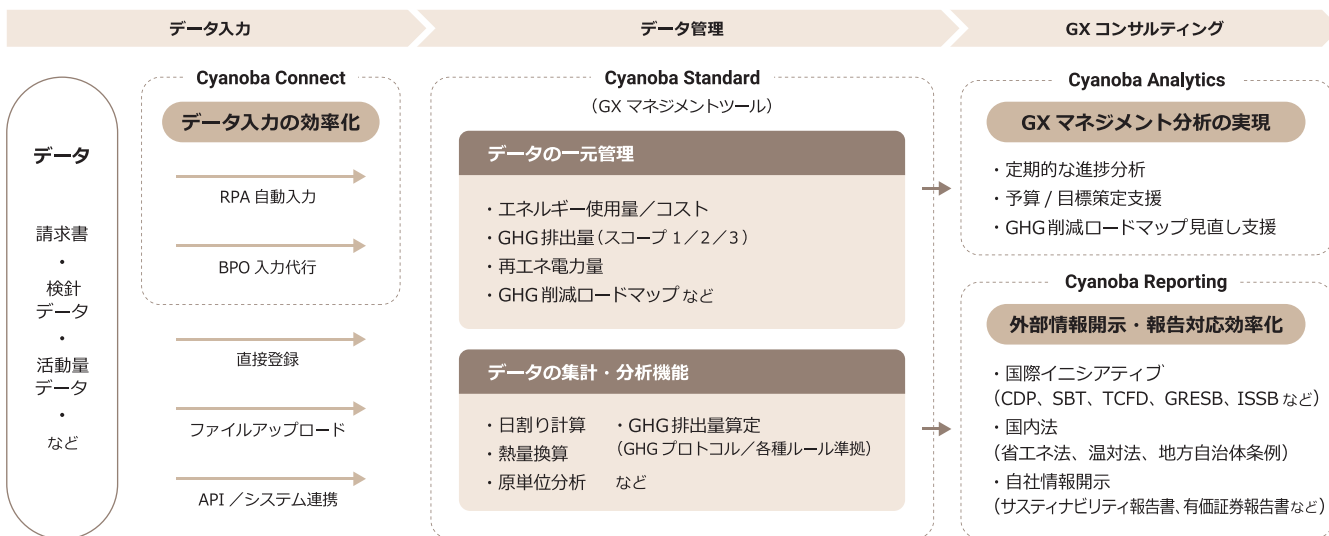 データ入力
データ管理
GX コンサルティング
データ
請求書
・
検針
データ
・
活動量
データ
・
など
Cyanoba Connect
データ入力の効率化
RPA 自動入力
BPO 入力代行
直接登録
ファイルアップロード
API／システム連携
Cyanoba Standard
（GX マネジメントツール）
データの一元管理
・エネルギー使用量／コスト
・GHG 排出量（スコープ 1／2／3）
・再エネ電力量
・GHG 削減ロードマップ など
データの集計・分析機能
・日割り計算
・熱量換算
・原単位分析
・GHG 排出量算定
（GHG プロトコル／各種ルール準拠）
など
Cyanoba Analytics
GX マネジメント分析の実現
・定期的な進捗分析
・予算 / 目標策定支援
・GHG 削減ロードマップ見直し支援
Cyanoba Reporting
外部情報開示・報告対応効率化
・国際イニシアティブ
（CDP、SBT、TCFD、GRESB、ISSB など）
・国内法
（省エネ法、温対法、地方自治体条例）
・自社情報開示
（サスティナビリティ報告書、有価証券報告書など）